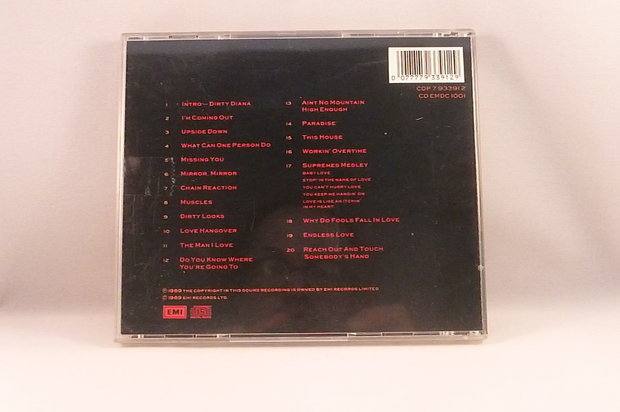 0 077779 339129
CDP 7 933912
CD EMDC 1001
1 INTRO— DIRTY DIANA
2 I'M COMING OUT
3 UPSIDE DOWN
4 WHAT CAN ONE PERSON DO
5 MISSING YOU
6 MIRROR, MIRROR
7 CHAIN REACTION
8 MUSCLES
9 DIRTY LOOKS
10 LOVE HANGOVER
11 THE MAN I LOVE
12 DO YOU KNOW WHERE
YOU'RE GOING TO
13 AINT NO MOUNTAIN
HIGH ENOUGH
14 PARADISE
15 THIS HOUSE
16 WORKIN' OVERTIME
17 SUPREMES MEDLEY
BABY LOVE
STOP! IN THE NAME OF LOVE
YOU CAN'T HURRY LOVE
YOU KEEP ME HANGIN' ON
LOVE IS LIKE AN ITCHIN'
IN MY HEART
18 WHY DO FOOLS FALL IN LOVE
19 ENDLESS LOVE
20 REACH OUT AND TOUCH
SOMEBODY'S HAND
℗ 1989 THE COPYRIGHT IN THIS SOUND RECORDING IS OWNED BY EMI RECORDS LIMITED
© 1989 EMI RECORDS LTD.
EMI